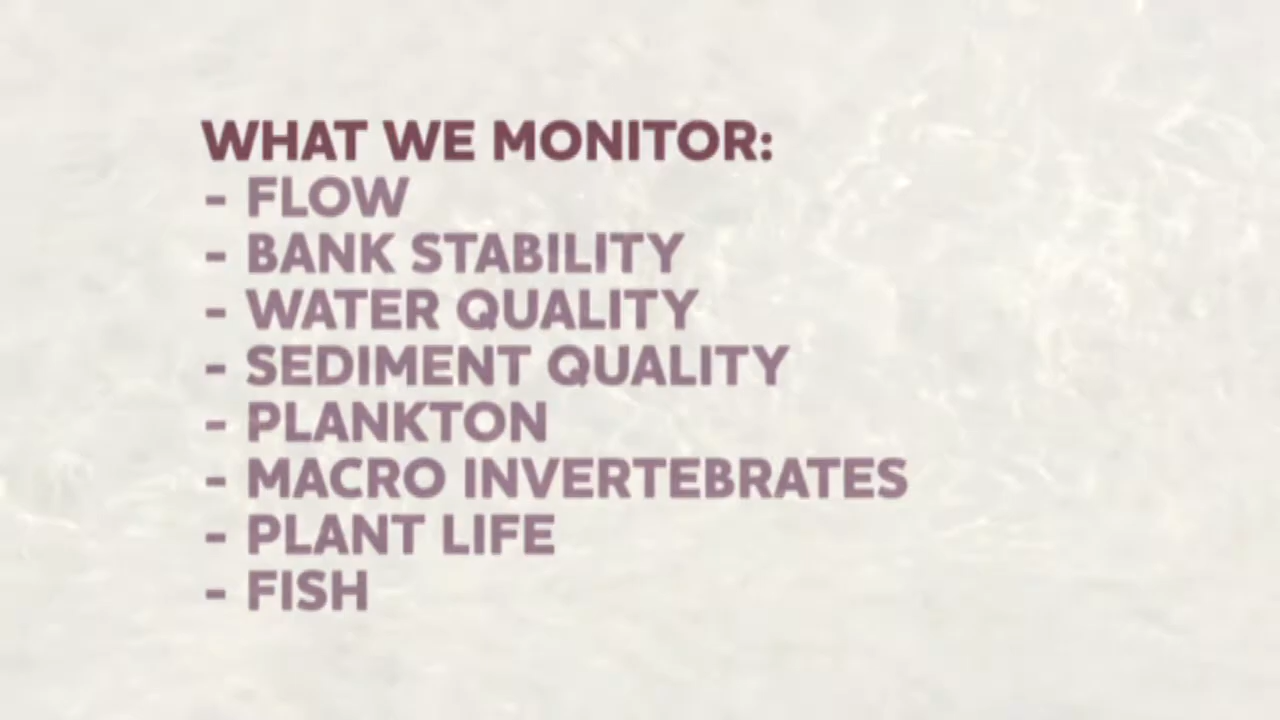 WHAT WE MONITOR:
- FLOW
- BANK STABILITY
- WATER QUALITY
- SEDIMENT QUALITY
- PLANKTON
- MACRO INVERTEBRATES
- PLANT LIFE
- FISH